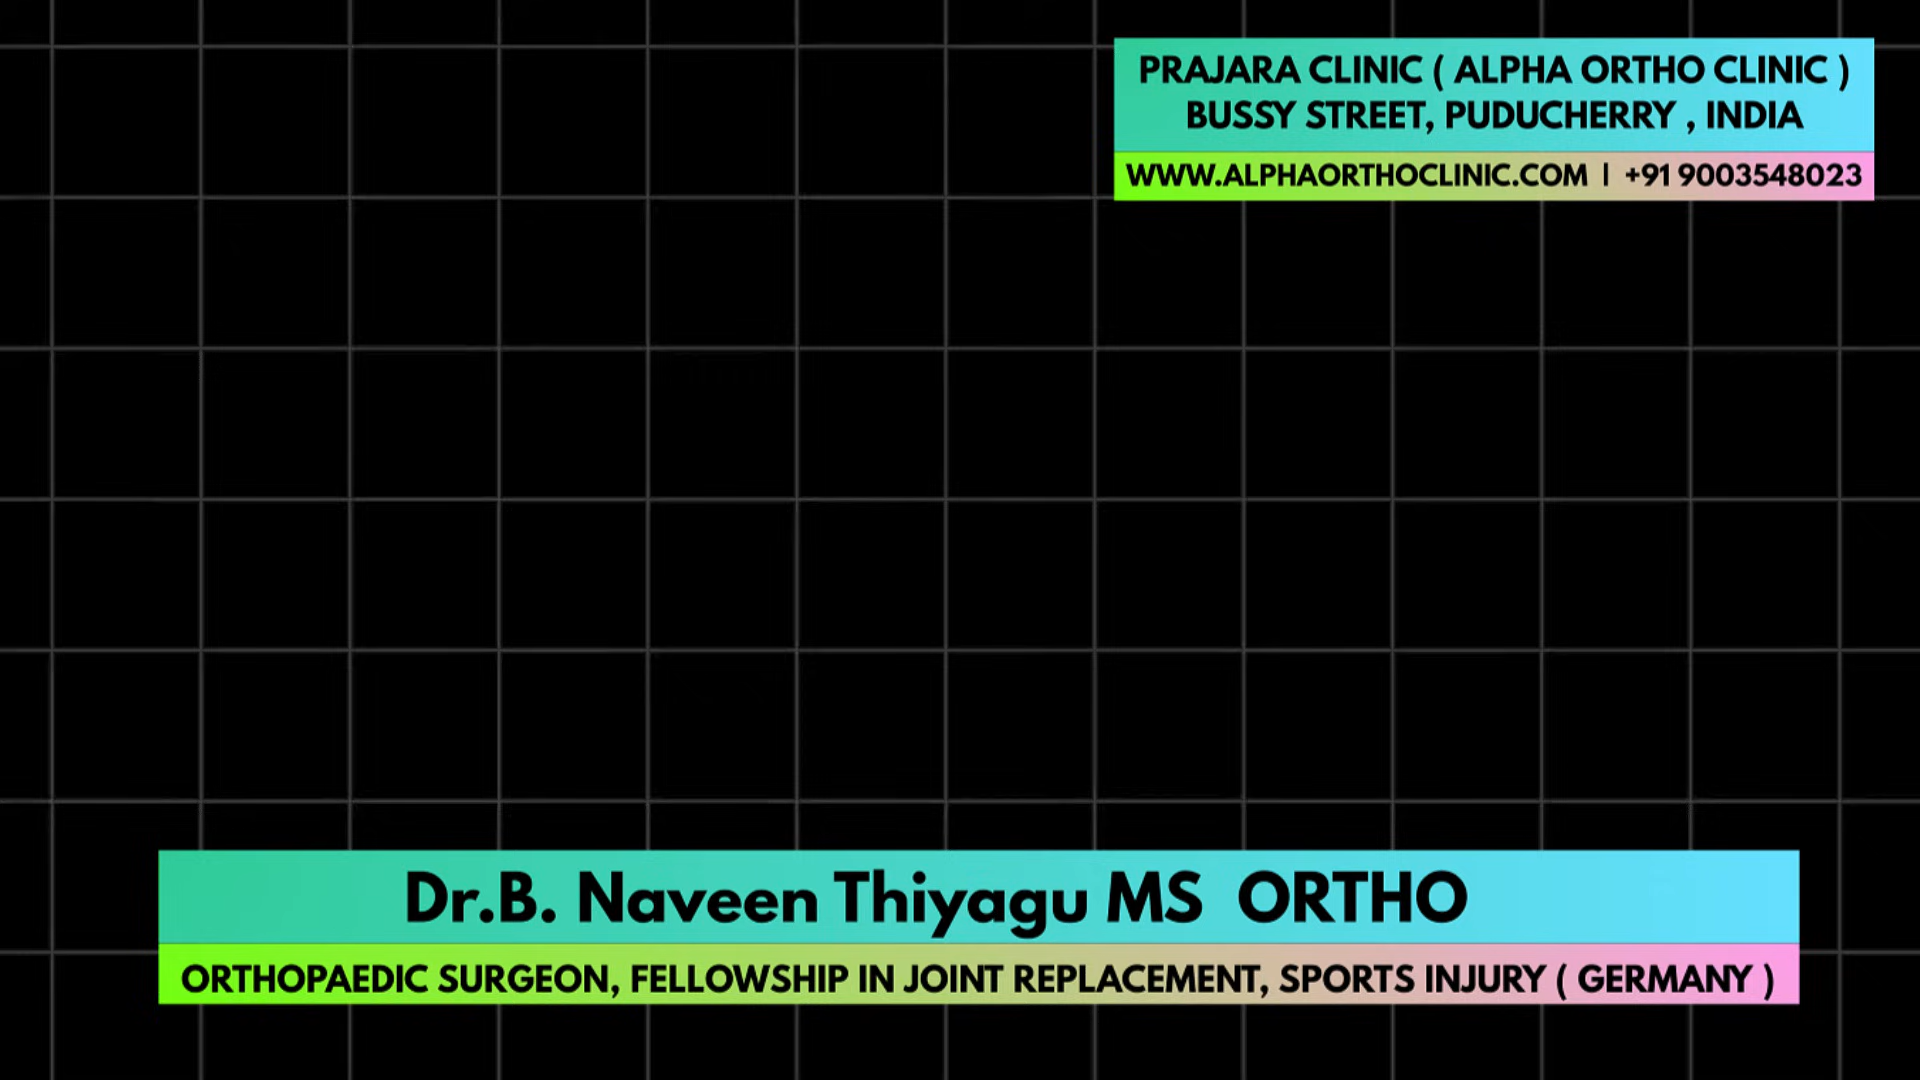 PRAJARA CLINIC ( ALPHA ORTHO CLINIC )
BUSSY STREET, PUDUCHERRY , INDIA
WWW.ALPHAORTHOCLINIC.COM | +91 9003548023
Dr.B. Naveen Thiyagu MS ORTHO
ORTHOPAEDIC SURGEON, FELLOWSHIP IN JOINT REPLACEMENT, SPORTS INJURY ( GERMANY )